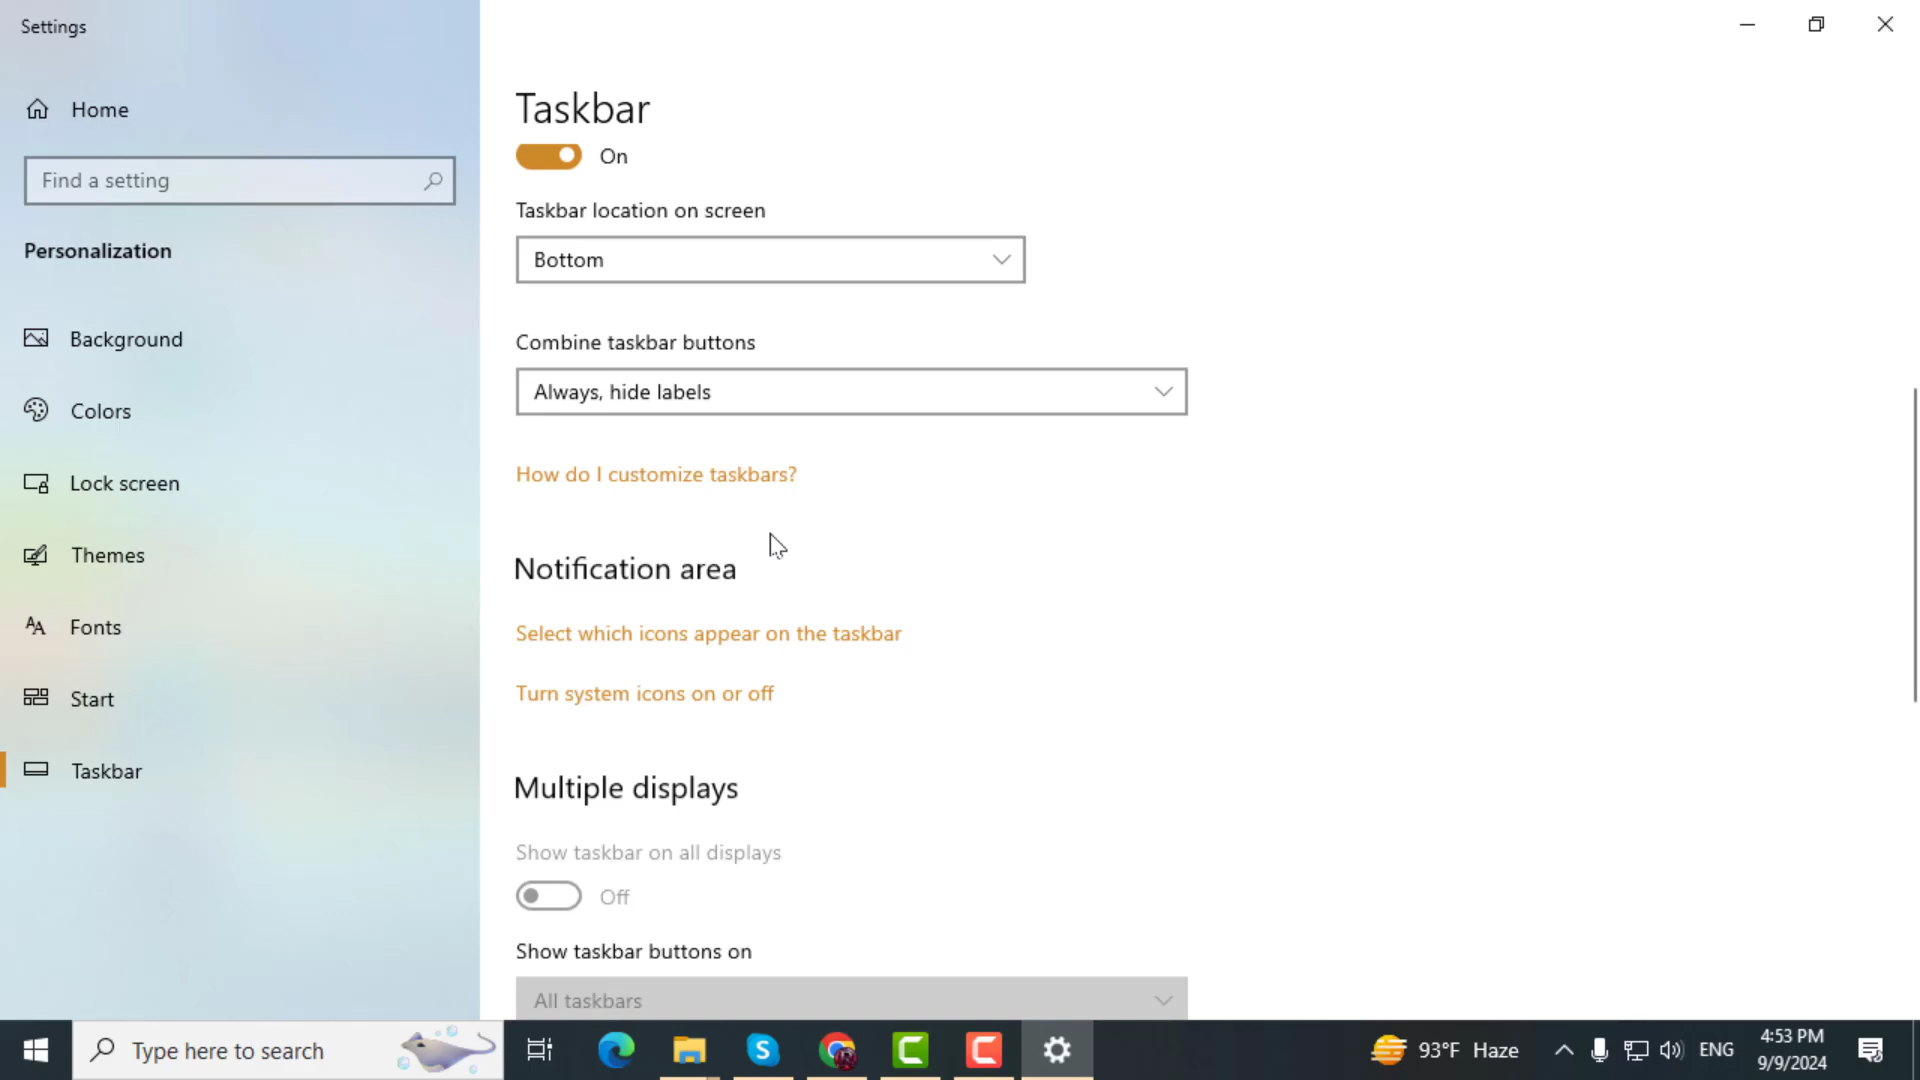 Settings
Home
Find a setting
Personalization
Background
Colors
Lock screen
Themes
Fonts
Start
Taskbar
Taskbar
On
Taskbar location on screen
Bottom
Combine taskbar buttons
Always, hide labels
How do I customize taskbars?
Notification area
Select which icons appear on the taskbar
Turn system icons on or off
Multiple displays
Show taskbar on all displays
Off
Show taskbar buttons on
All taskbars
Type here to search
93°F Haze
ENG
4:53 PM
9/9/2024